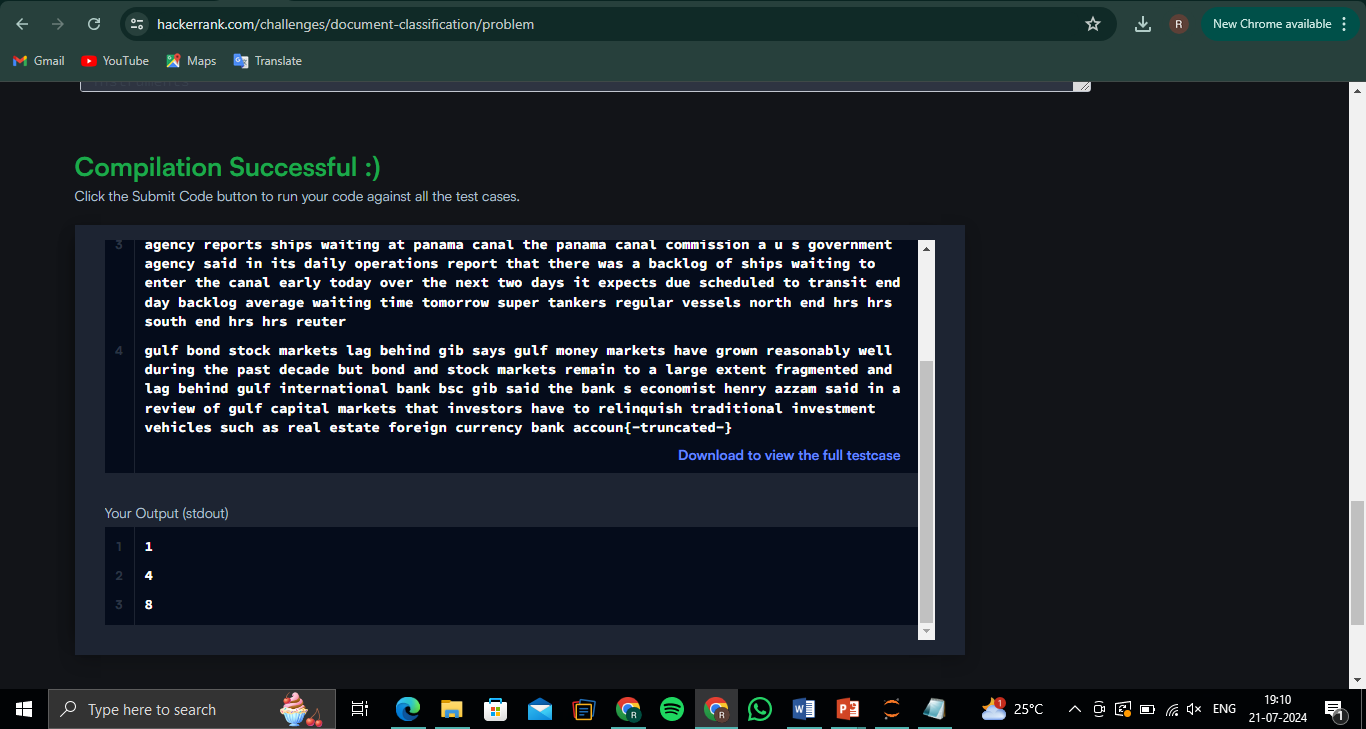 hackerrank.com/challenges/document-classification/problem
R
New Chrome available
Gmail
YouTube
Maps
Translate
Compilation Successful :)
Click the Submit Code button to run your code against all the test cases.
3
agency reports ships waiting at panama canal the panama canal commission a u s government
agency said in its daily operations report that there was a backlog of ships waiting to
enter the canal early today over the next two days it expects due scheduled to transit end
day backlog average waiting time tomorrow super tankers regular vessels north end hrs hrs
south end hrs hrs reuter
4
gulf bond stock markets lag behind gib says gulf money markets have grown reasonably well
during the past decade but bond and stock markets remain to a large extent fragmented and
lag behind gulf international bank bsc gib said the bank s economist henry azzam said in a
review of gulf capital markets that investors have to relinquish traditional investment
vehicles such as real estate foreign currency bank accoun{-truncated-}
Download to view the full testcase
Your Output (stdout)
1 1
2 4
3 8
Type here to search
25°C
ENG
19:10
21-07-2024
1